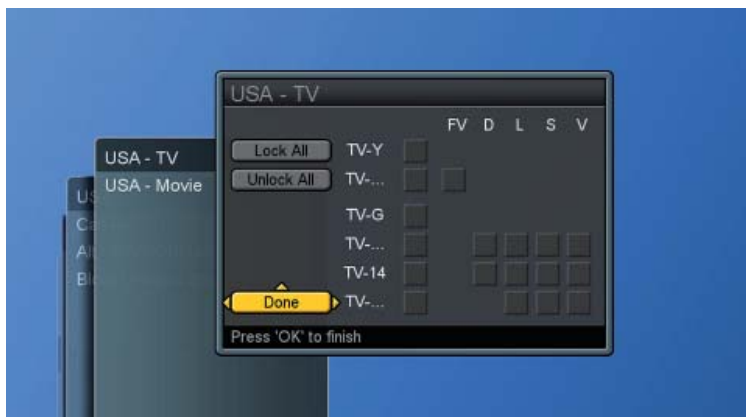 USA - TV
FV D L S V
Lock All TV-Y
Unlock All TV-...
TV-G
TV-...
TV-14
Done TV-...
Press 'OK' to finish
USA - TV
USA - Movie